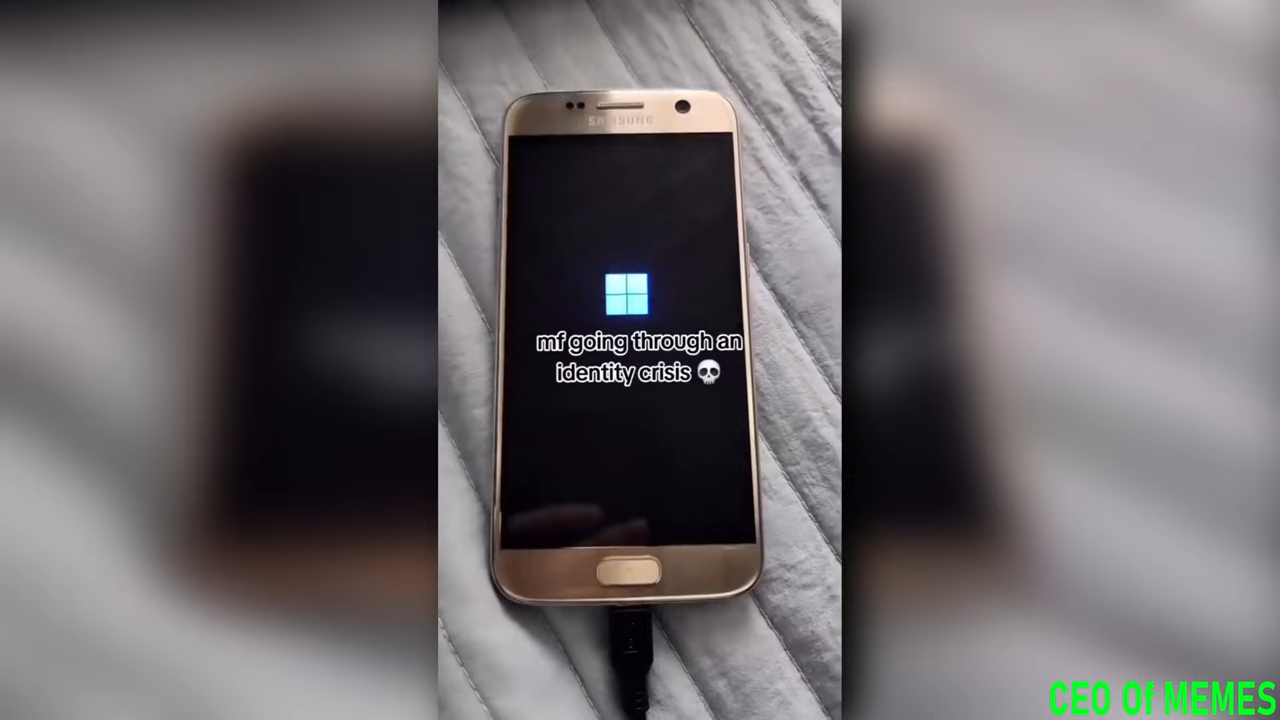 SAMSUNG
mf going through an
identity crisis 💀
CEO Of MEMES